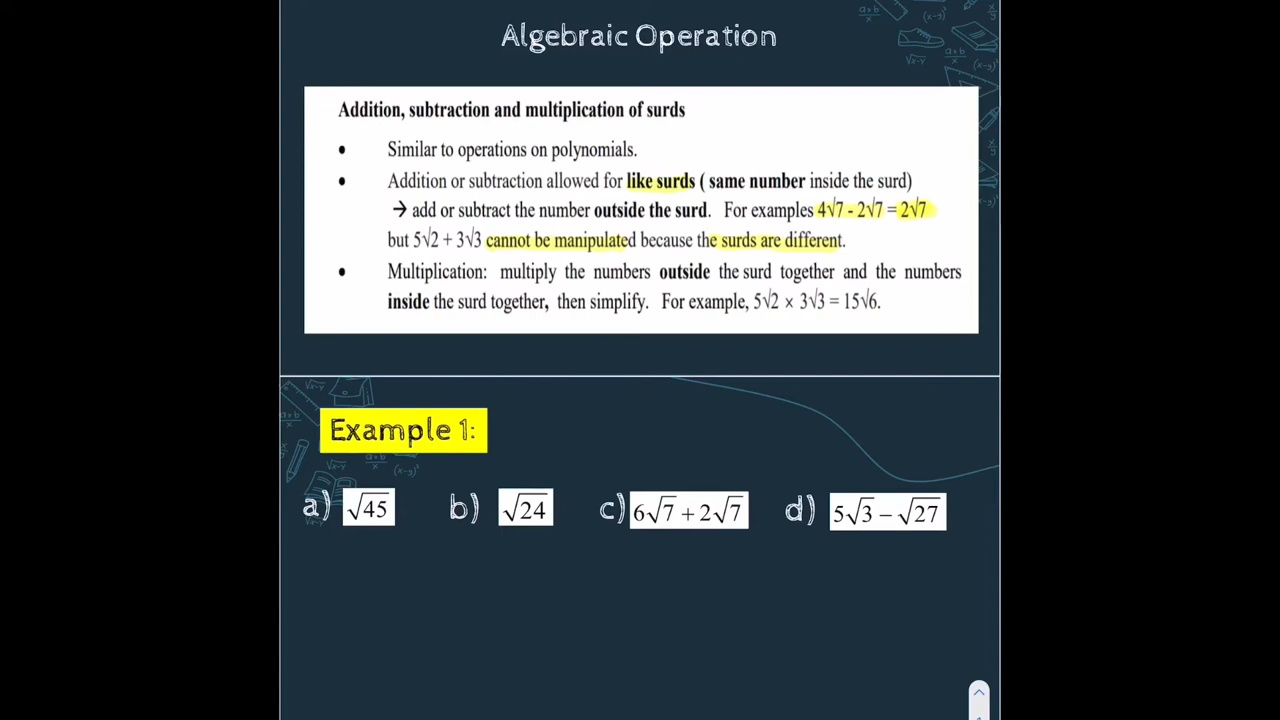 Algebraic Operation
Addition, subtraction and multiplication of surds
• Similar to operations on polynomials.
• Addition or subtraction allowed for like surds ( same number inside the surd)
→ add or subtract the number outside the surd. For examples 4√7 - 2√7 = 2√7
but 5√2 + 3√3 cannot be manipulated because the surds are different.
• Multiplication: multiply the numbers outside the surd together and the numbers
inside the surd together, then simplify. For example, 5√2 × 3√3 = 15√6.
Example 1:
a) √45 b) √24 c) 6√7 + 2√7 d) 5√3 − √27